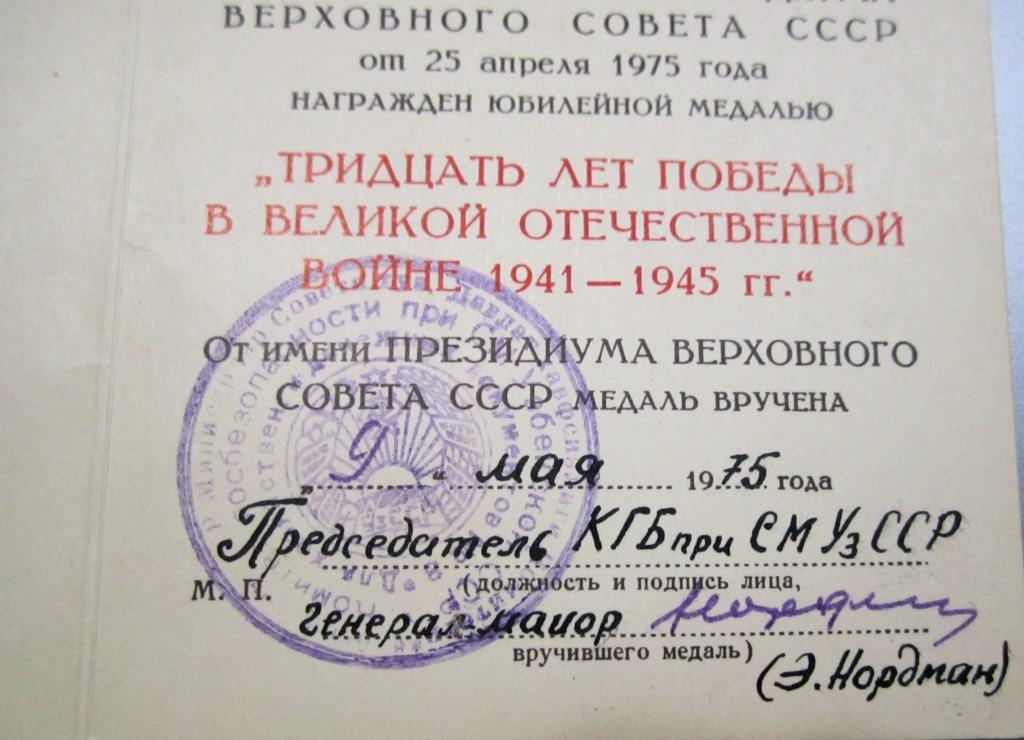 ВЕРХОВНОГО СОВЕТА СССР
от 25 апреля 1975 года
НАГРАЖДЕН ЮБИЛЕЙНОЙ МЕДАЛЬЮ
„ТРИДЦАТЬ ЛЕТ ПОБЕДЫ
В ВЕЛИКОЙ ОТЕЧЕСТВЕННОЙ
ВОЙНЕ 1941—1945 гг.“
От имени ПРЕЗИДИУМА ВЕРХОВНОГО
СОВЕТА СССР МЕДАЛЬ ВРУЧЕНА
„ 9 “ мая 1975 года
Председатель КГБ при СМ УзССР
М. П. (должность и подпись лица,
генерал-майор
вручившего медаль)
(Э. Нордман)